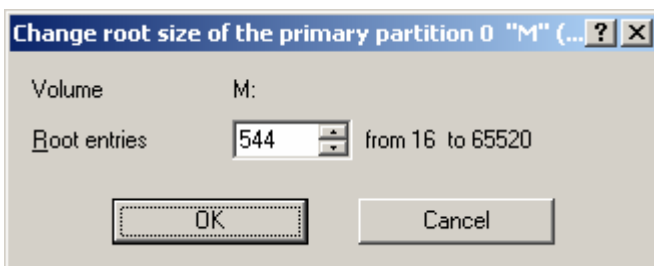 Change root size of the primary partition 0 "M" (...
Volume M:
Root entries 544 from 16 to 65520
OK Cancel